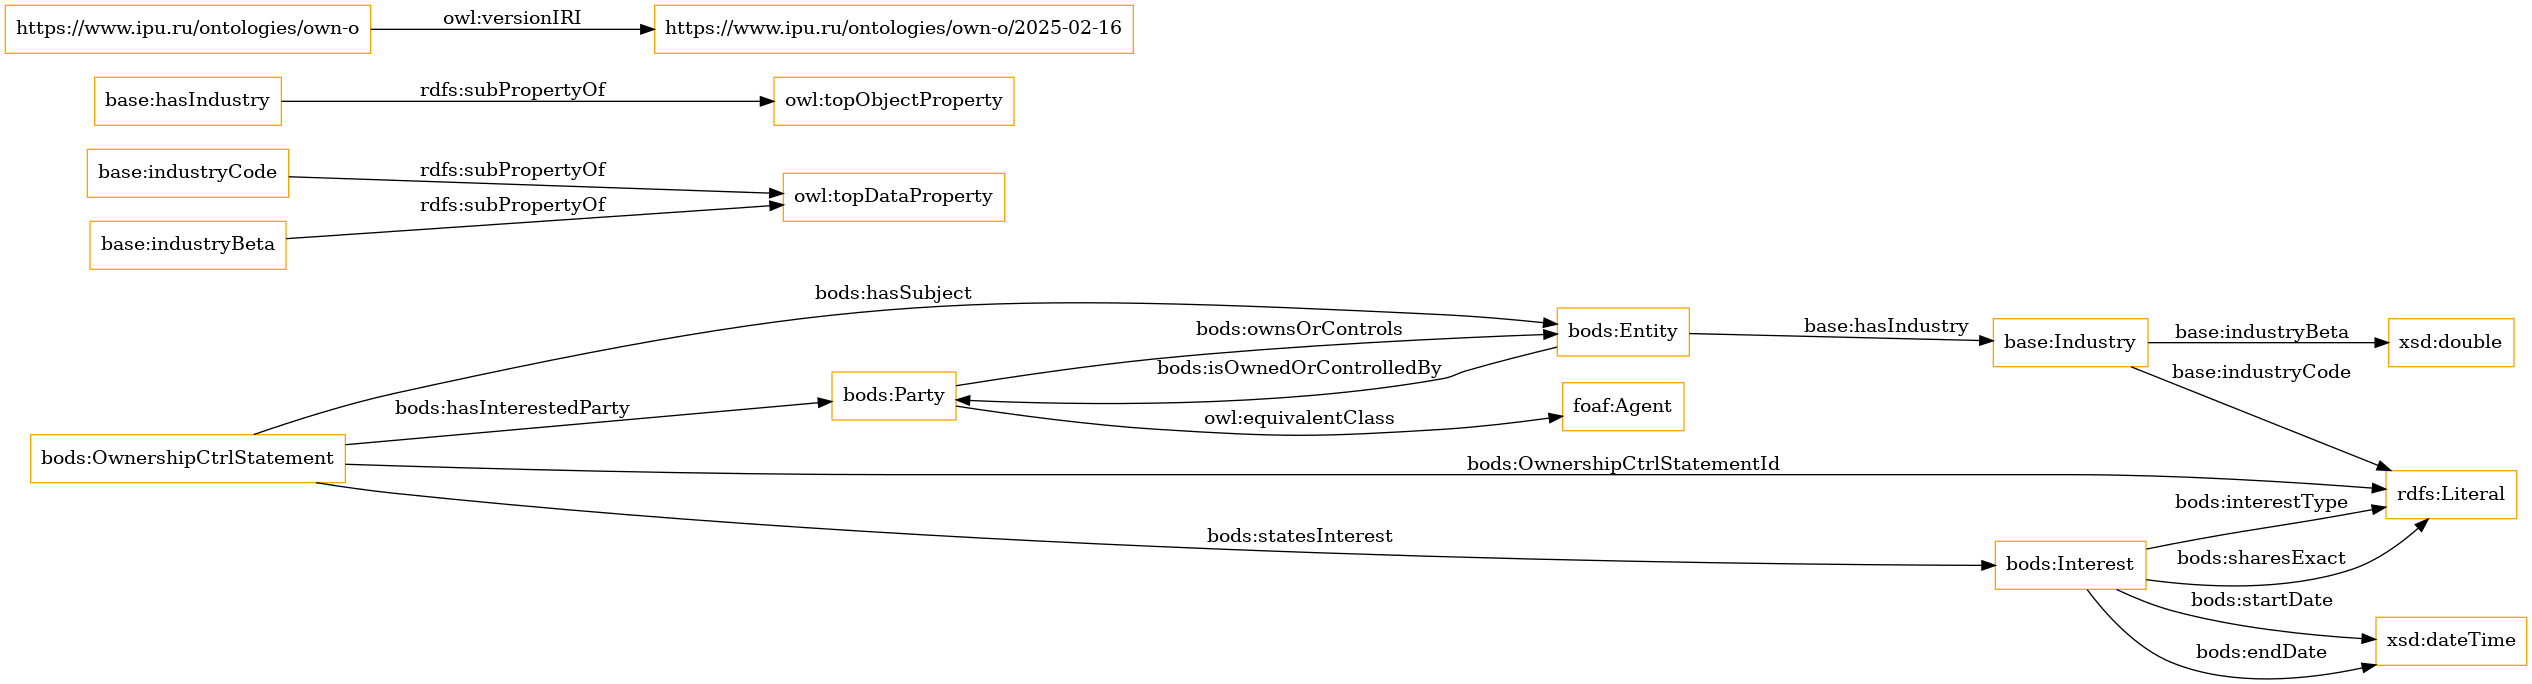 https://www.ipu.ru/ontologies/own-o
owl:versionIRI
https://www.ipu.ru/ontologies/own-o/2025-02-16
base:hasIndustry
rdfs:subPropertyOf
owl:topObjectProperty
base:industryCode
rdfs:subPropertyOf
owl:topDataProperty
base:industryBeta
rdfs:subPropertyOf
bods:hasSubject
bods:ownsOrControls
bods:Entity
base:hasIndustry
base:Industry
base:industryBeta
xsd:double
bods:isOwnedOrControlledBy
base:industryCode
bods:hasInterestedParty
bods:Party
owl:equivalentClass
foaf:Agent
bods:OwnershipCtrlStatement
bods:OwnershipCtrlStatementId
rdfs:Literal
bods:interestType
bods:statesInterest
bods:Interest
bods:sharesExact
bods:startDate
xsd:dateTime
bods:endDate